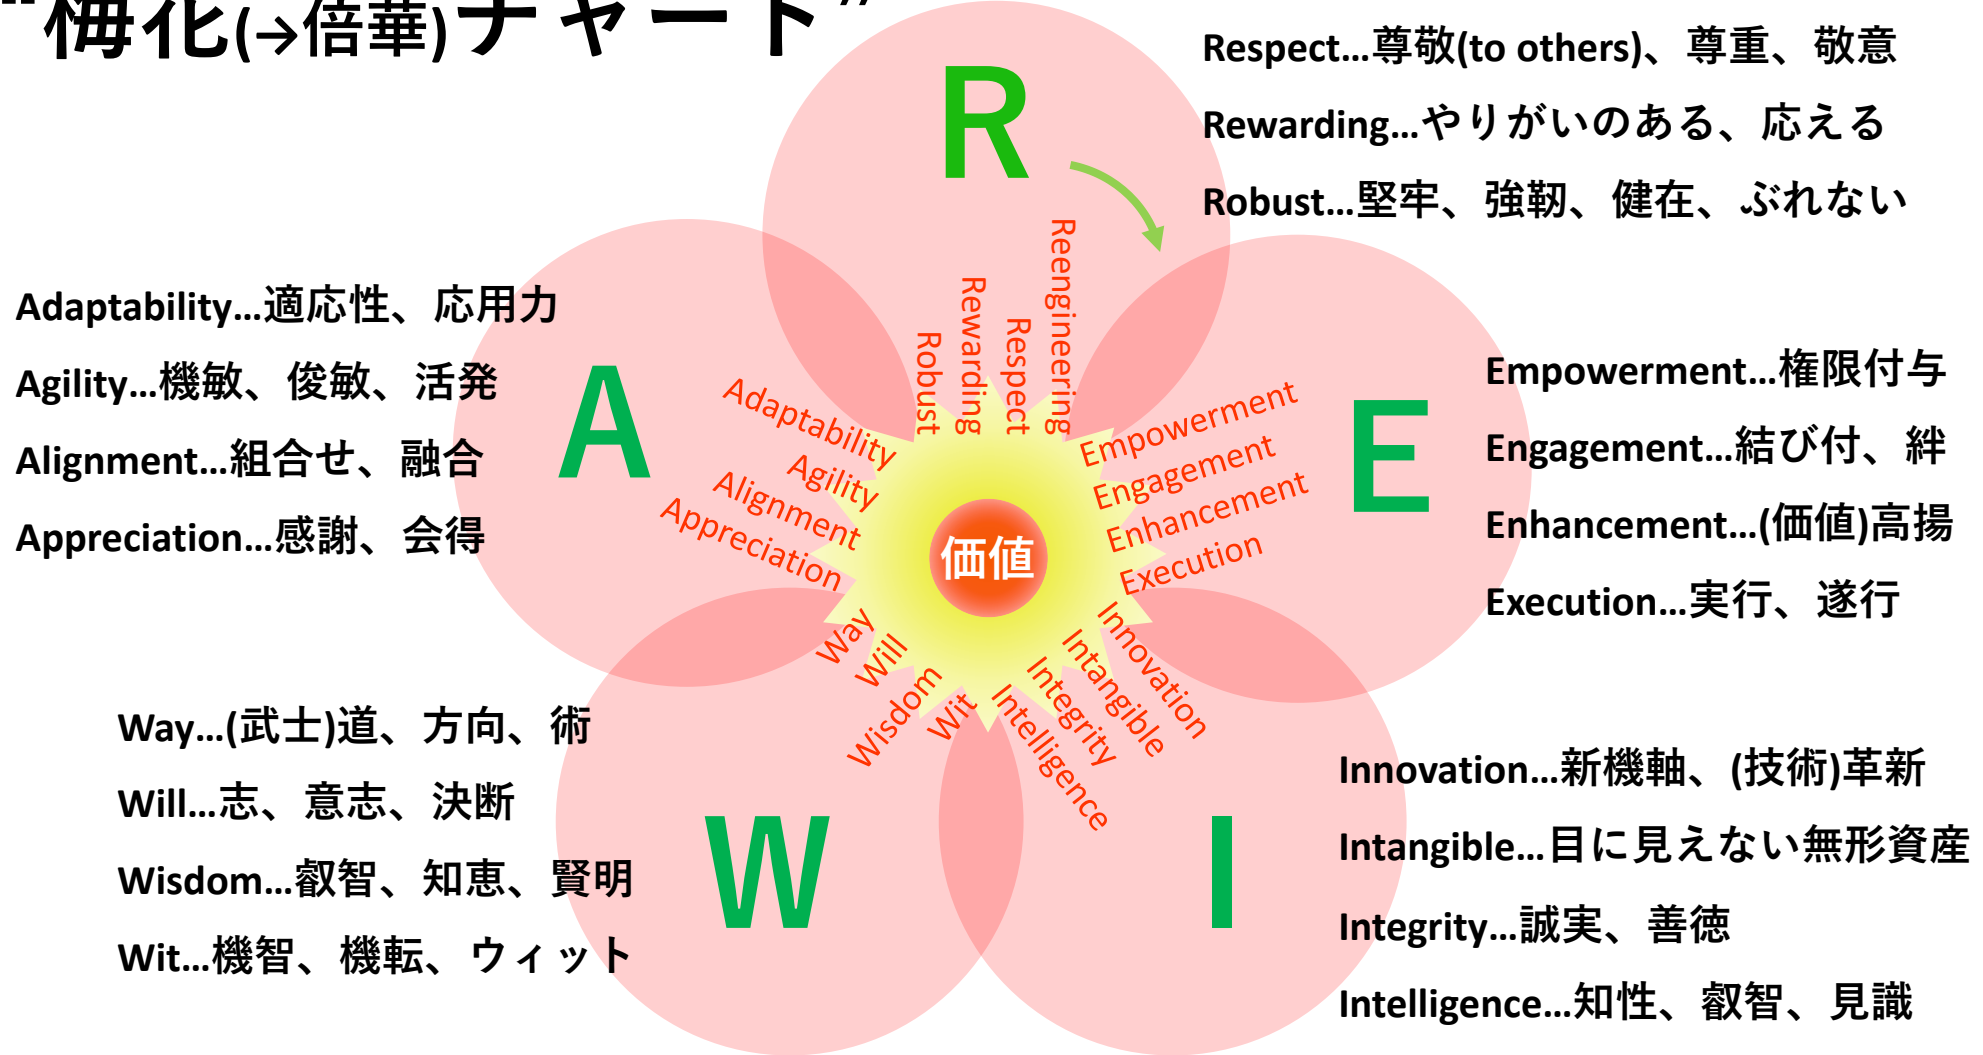 “梅花(→倍華)チャート”
R
Respect…尊敬(to others)、尊重、敬意
Rewarding…やりがいのある、応える
Robust…堅牢、強靭、健在、ぶれない
Reengineering
Respect
Rewarding
Robust
E
Empowerment…権限付与
Engagement…結び付、絆
Enhancement…(価値)高揚
Execution…実行、遂行
Empowerment
Engagement
Enhancement
Execution
I
Innovation…新機軸、(技術)革新
Intangible…目に見えない無形資産
Integrity…誠実、善徳
Intelligence…知性、叡智、見識
Innovation
Intangible
Integrity
Intelligence
W
Way…(武士)道、方向、術
Will…志、意志、決断
Wisdom…叡智、知恵、賢明
Wit…機智、機転、ウィット
Way
Will
Wisdom
Wit
A
Adaptability…適応性、応用力
Agility…機敏、俊敏、活発
Alignment…組合せ、融合
Appreciation…感謝、会得
Adaptability
Agility
Alignment
Appreciation
価値